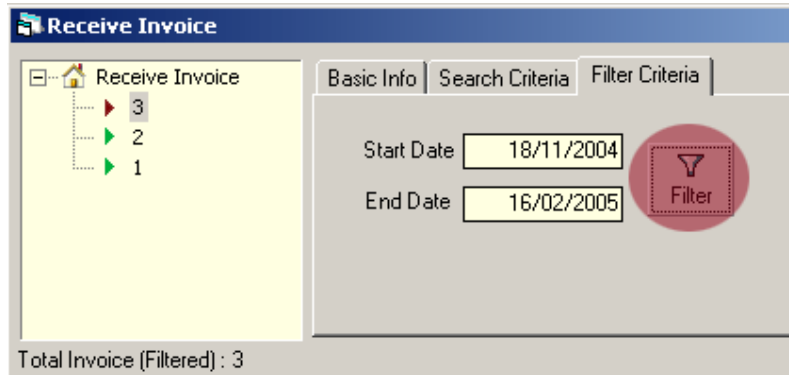 Receive Invoice
Receive Invoice
3
2
1
Basic Info Search Criteria Filter Criteria
Start Date 18/11/2004
End Date 16/02/2005
Filter
Total Invoice (Filtered) : 3